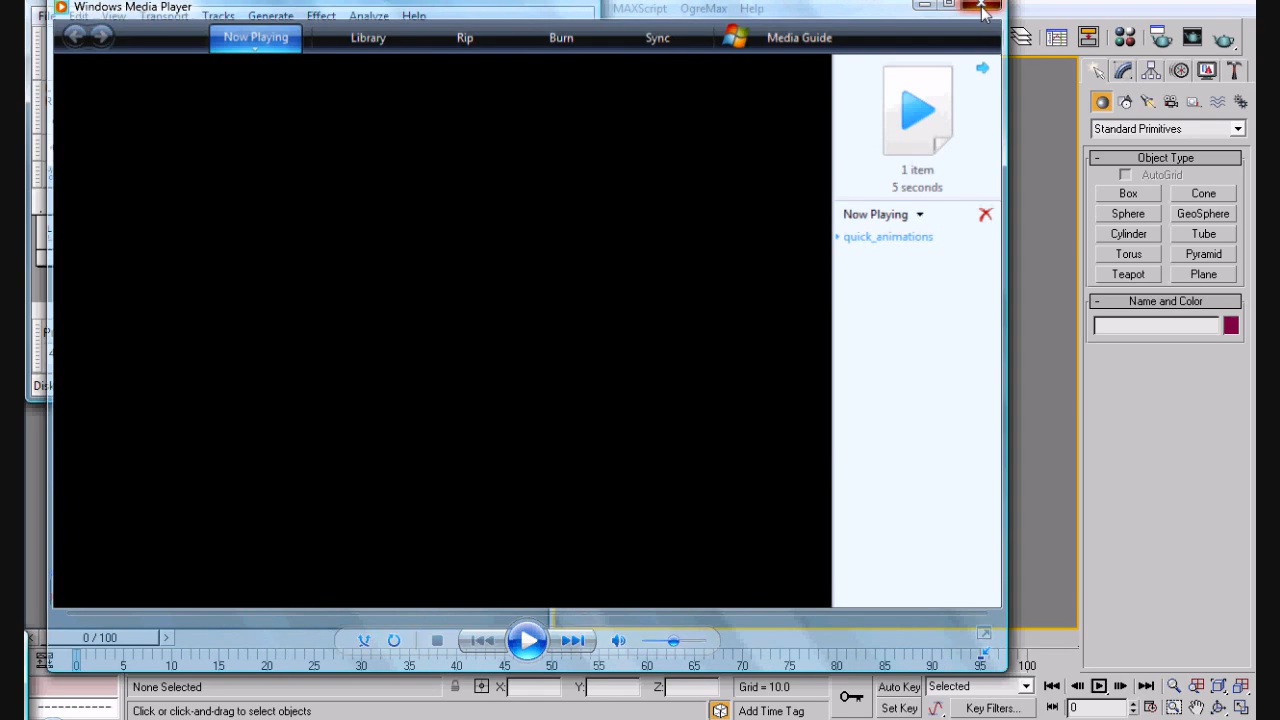 Windows Media Player
Edit View Transport Tracks Generate Effect Analyze Help
MAXScript OgreMax Help
Now Playing Library Rip Burn Sync Media Guide
1 item
5 seconds
Now Playing
quick_animations
Standard Primitives
- Object Type
AutoGrid
Box Cone
Sphere GeoSphere
Cylinder Tube
Torus Pyramid
Teapot Plane
- Name and Color
Disk
0 / 100
0 5 10 15 20 25 30 35 40 45 50 55 60 65 70 75 80 85 90 95 100
None Selected X: Y: Z: Grid = 10.0 Auto Key Selected
Click or click-and-drag to select objects Add Time Tag Set Key Key Filters... 0